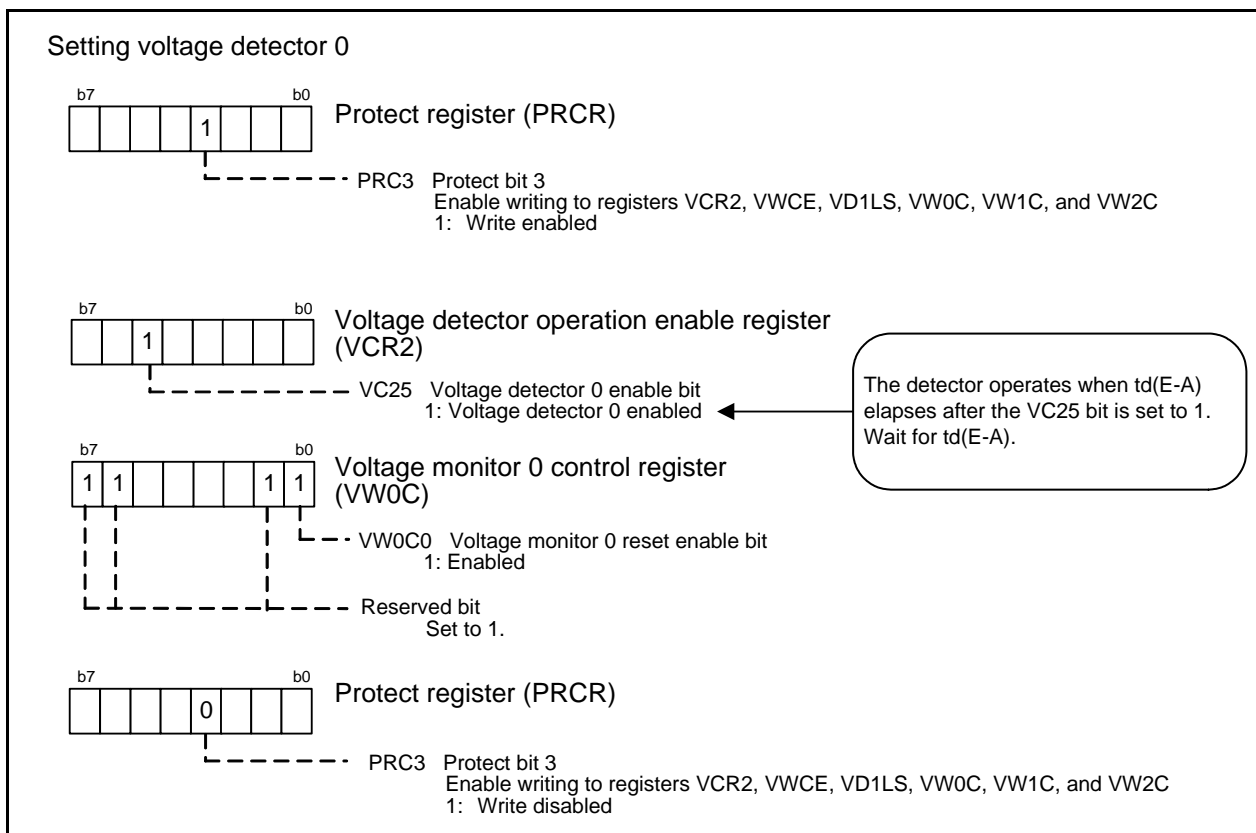 Setting voltage detector 0
b7 b0
1
Protect register (PRCR)
PRC3 Protect bit 3
Enable writing to registers VCR2, VWCE, VD1LS, VW0C, VW1C, and VW2C
1: Write enabled
b7 b0
1
Voltage detector operation enable register
(VCR2)
VC25 Voltage detector 0 enable bit
1: Voltage detector 0 enabled
The detector operates when td(E-A)
elapses after the VC25 bit is set to 1.
Wait for td(E-A).
b7 b0
1 1 1 1
Voltage monitor 0 control register
(VW0C)
VW0C0 Voltage monitor 0 reset enable bit
1: Enabled
Reserved bit
Set to 1.
b7 b0
0
Protect register (PRCR)
PRC3 Protect bit 3
Enable writing to registers VCR2, VWCE, VD1LS, VW0C, VW1C, and VW2C
1: Write disabled